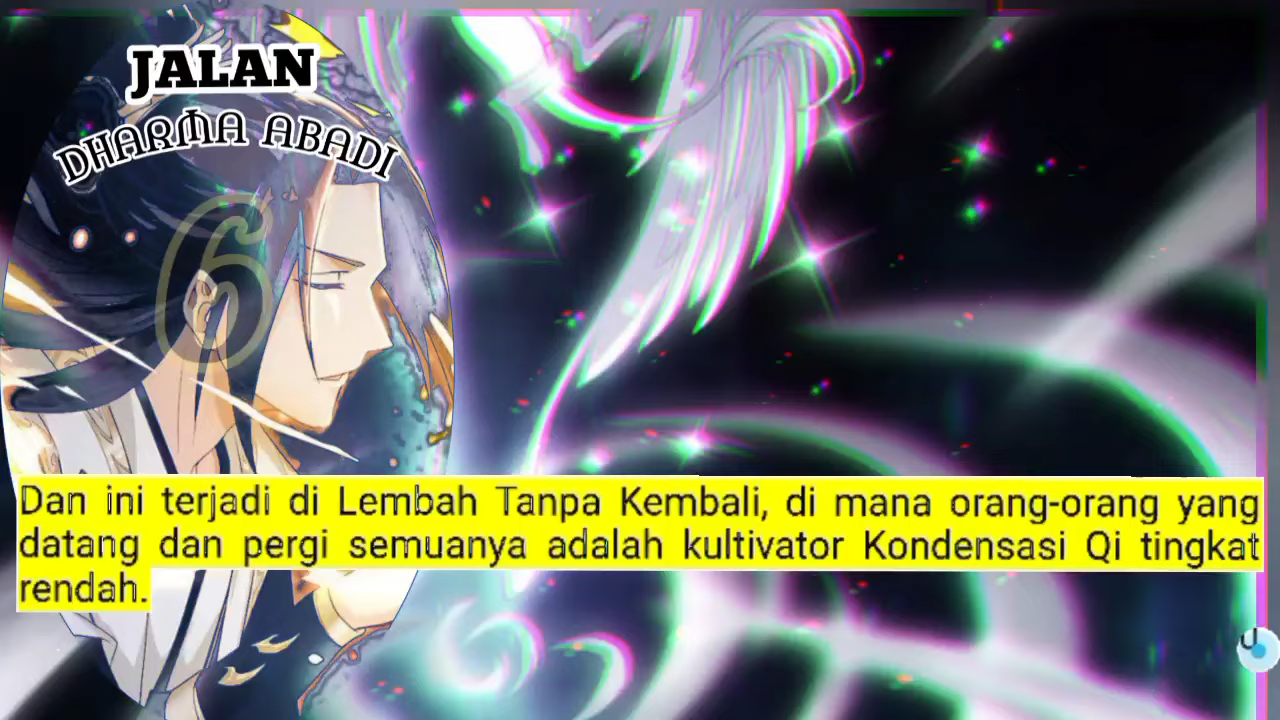 JALAN
DHARMA ABADI
6
Dan ini terjadi di Lembah Tanpa Kembali, di mana orang-orang yang
datang dan pergi semuanya adalah kultivator Kondensasi Qi tingkat
rendah.